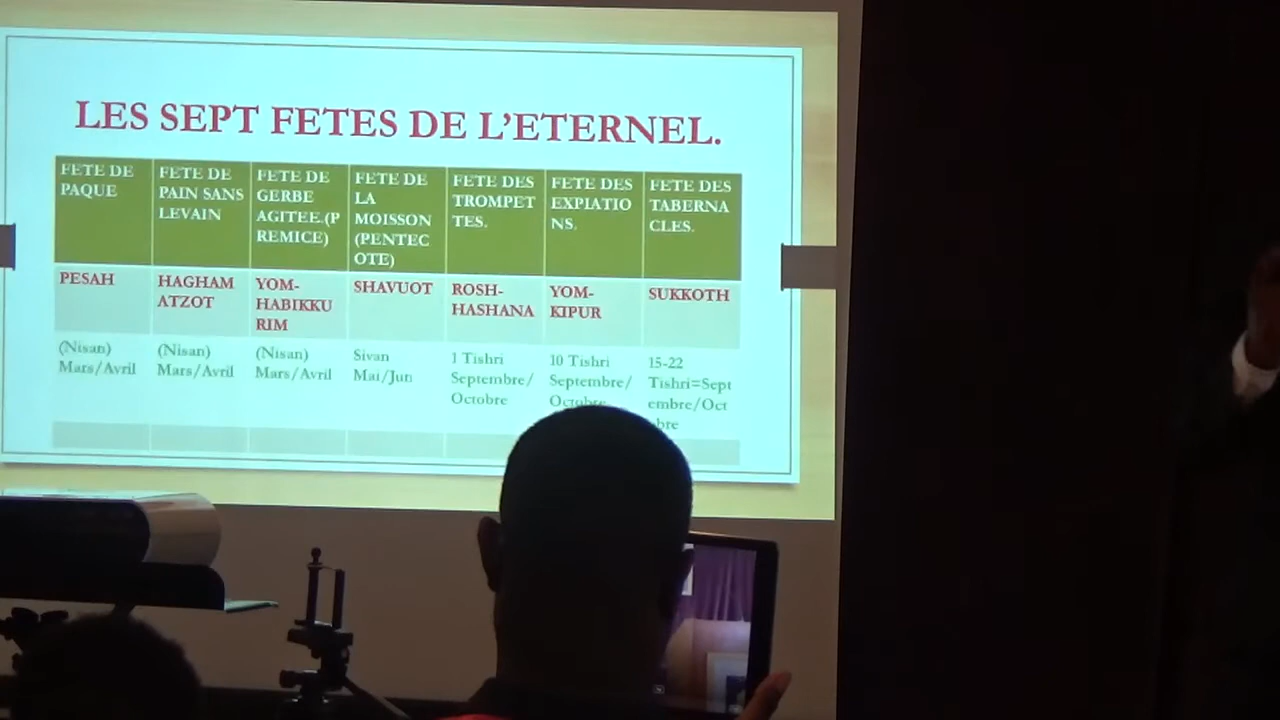 LES SEPT FETES DE L'ETERNEL.
FETE DE
PAQUE
FETE DE
PAIN SANS
LEVAIN
FETE DE
GERBE
AGITEE.(P
REMICE)
FETE DE
LA
MOISSON
(PENTEC
OTE)
FETE DES
TROMPET
TES.
FETE DES
EXPIATIO
NS.
FETE DES
TABERNA
CLES.
PESAH
HAGHAM
ATZOT
YOM-
HABIKKU
RIM
SHAVUOT
ROSH-
HASHANA
YOM-
KIPUR
SUKKOTH
(Nisan)
Mars/Avril
(Nisan)
Mars/Avril
(Nisan)
Mars/Avril
Sivan
Mai/Jun
1 Tishri
Septembre/
Octobre
10 Tishri
Septembre/
Octobre
15-22
Tishri=Sept
embre/Oct
bre